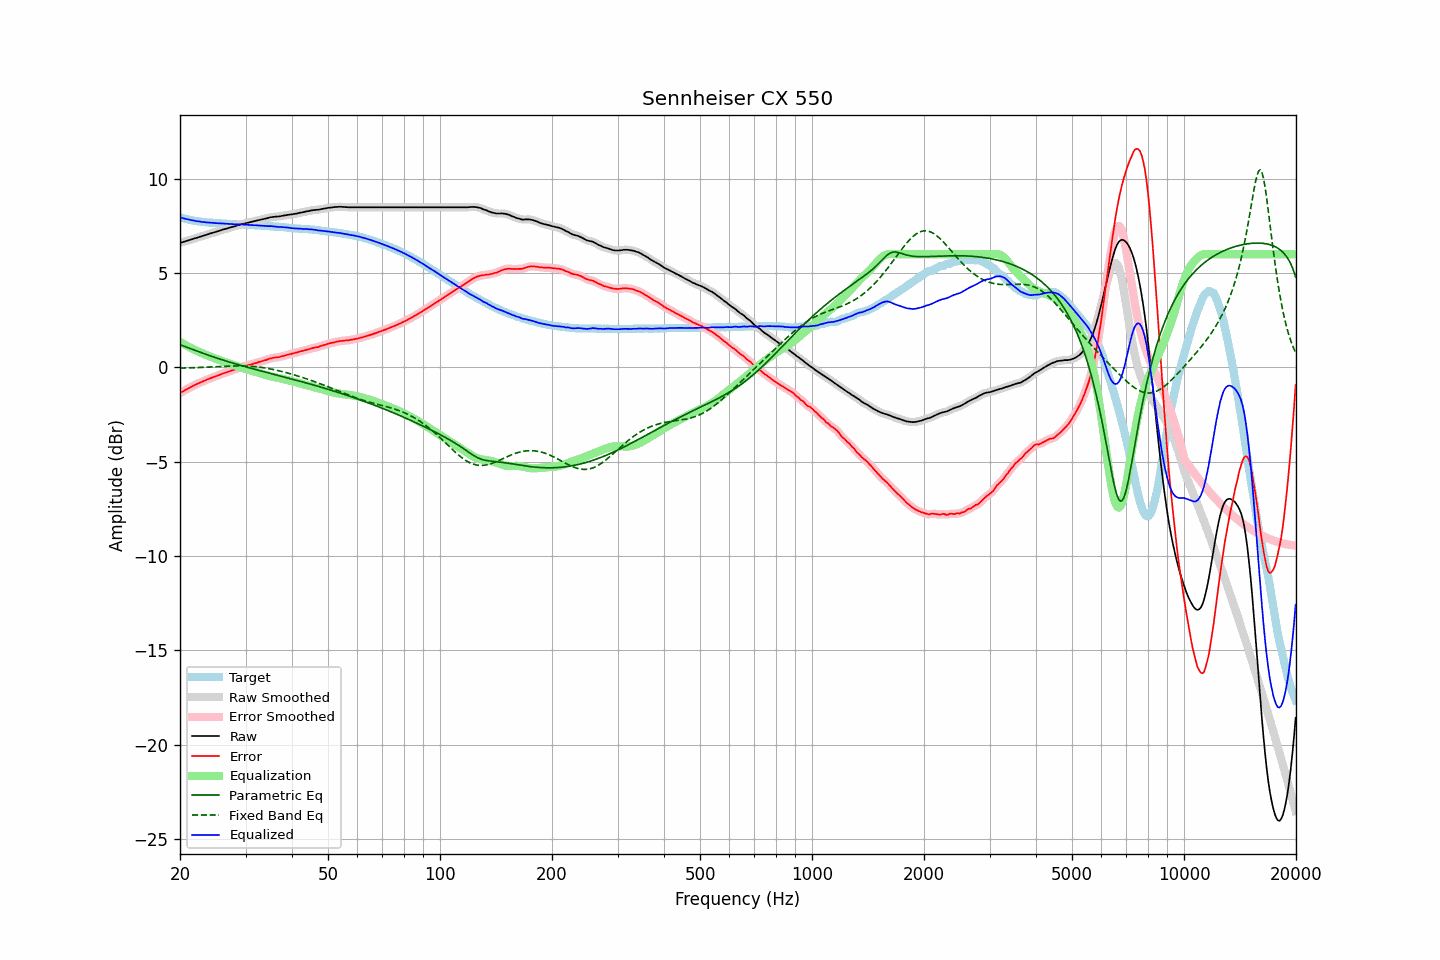 Sennheiser CX 550
Amplitude (dBr)
10
5
0
−5
−10
−15
−20
−25
Target
Raw Smoothed
Error Smoothed
Raw
Error
Equalization
Parametric Eq
Fixed Band Eq
Equalized
20 50 100 200 500 1000 2000 5000 10000 20000
Frequency (Hz)